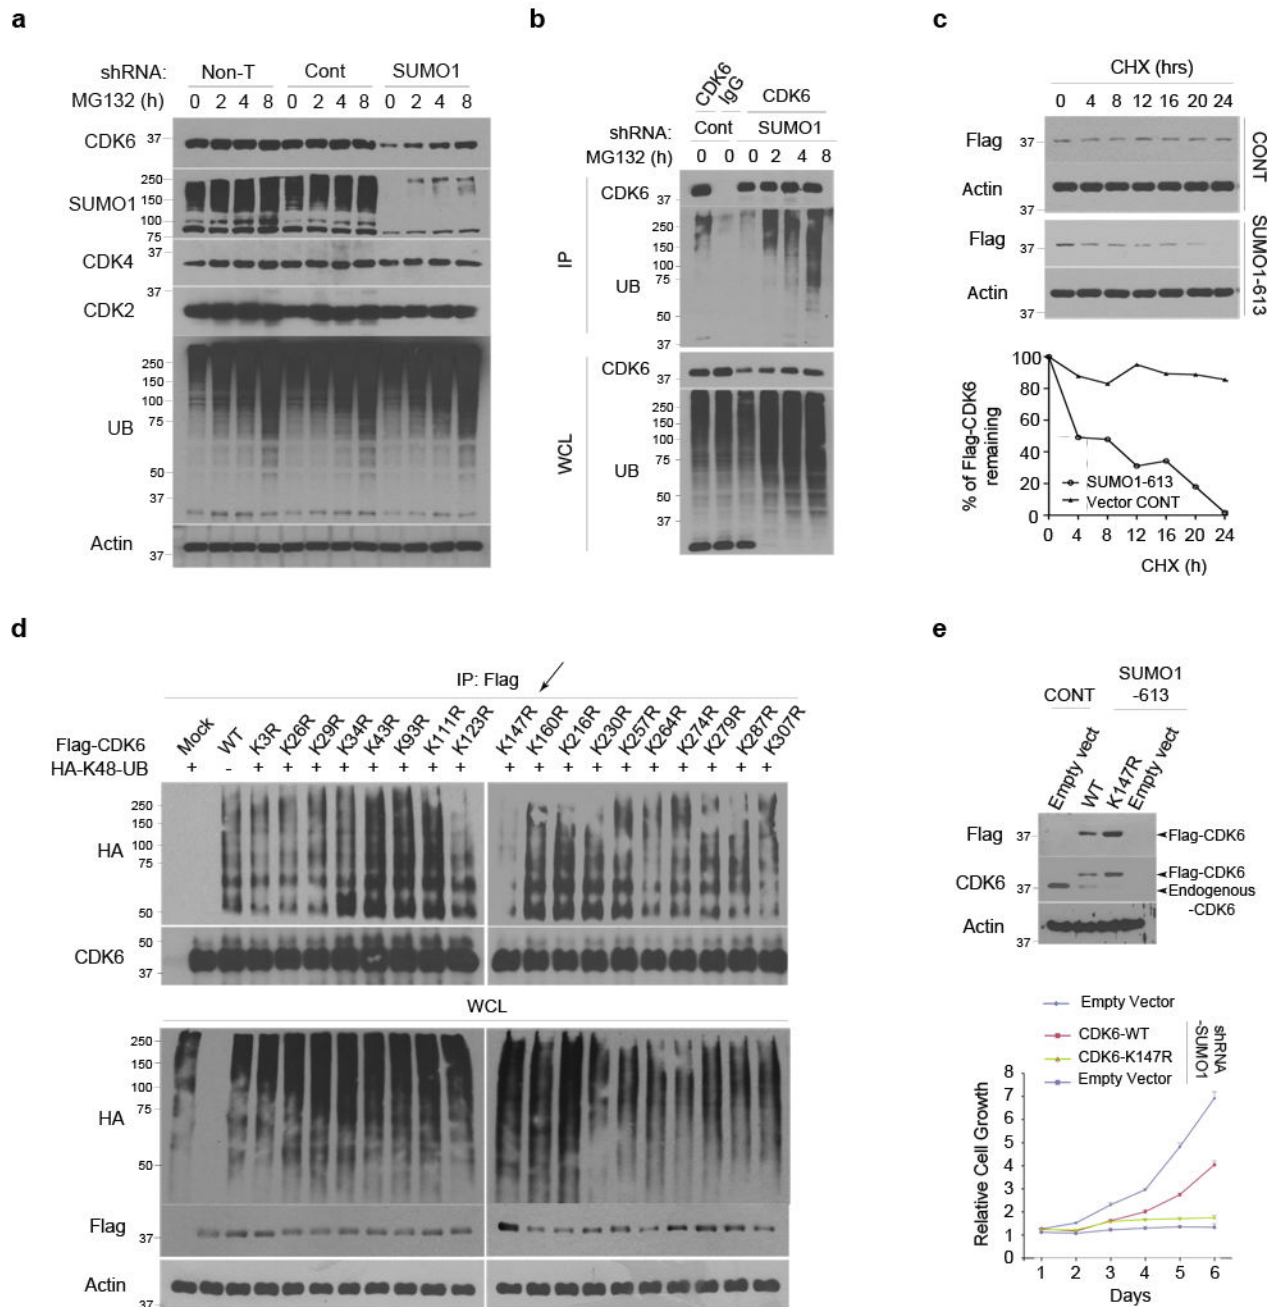 a
shRNA: Non-T Cont SUMO1
MG132 (h) 0 2 4 8 0 2 4 8 0 2 4 8
CDK6 37
SUMO1 250
150
100
75
CDK4 37
CDK2 37
UB 250
150
100
75
50
37
Actin 37
b
CDK6 IgG CDK6
shRNA: Cont SUMO1
MG132 (h) 0 0 0 2 4 8
IP
CDK6 37
UB 250
150
100
75
50
37
WCL
CDK6 37
UB 250
150
100
75
50
37
c
CHX (hrs)
0 4 8 12 16 20 24
Flag 37
Actin 37
CONT
Flag 37
Actin 37
SUMO1-613
% of Flag-CDK6
remaining
100
80
60
40
20
0
SUMO1-613
Vector CONT
0 4 8 12 16 20 24
CHX (h)
d
IP: Flag
Flag-CDK6 Mock WT K3R K26R K29R K34R K43R K93R K111R K123R K147R K160R K216R K230R K257R K264R K274R K279R K287R K307R
HA-K48-UB + - + + + + + + + + + + + + + + + + + +
HA 250
150
100
75
50
CDK6 50
37
WCL
HA 250
150
100
75
50
Flag 37
Actin 37
e
CONT SUMO1
-613
Empty vect WT K147R Empty vect
Flag 37 Flag-CDK6
CDK6 37 Flag-CDK6
Endogenous
-CDK6
Actin 37
Empty Vector
CDK6-WT
CDK6-K147R
Empty Vector
shRNA
-SUMO1
Relative Cell Growth
8
7
6
5
4
3
2
1
0
1 2 3 4 5 6
Days